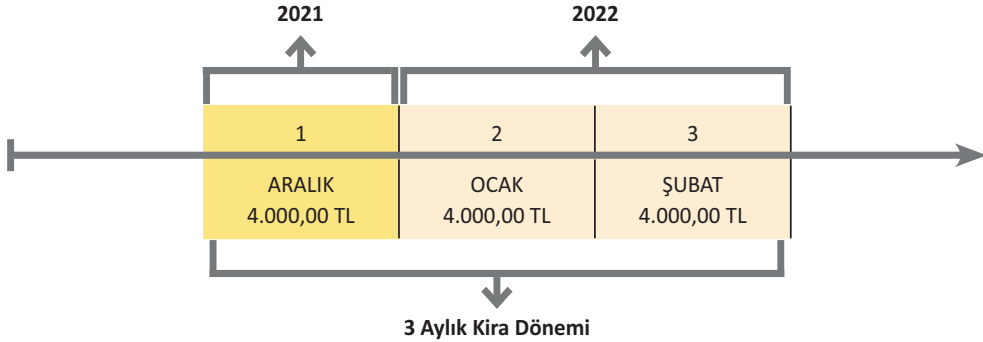 2021 2022
1 2 3
ARALIK OCAK ŞUBAT
4.000,00 TL 4.000,00 TL 4.000,00 TL
3 Aylık Kira Dönemi